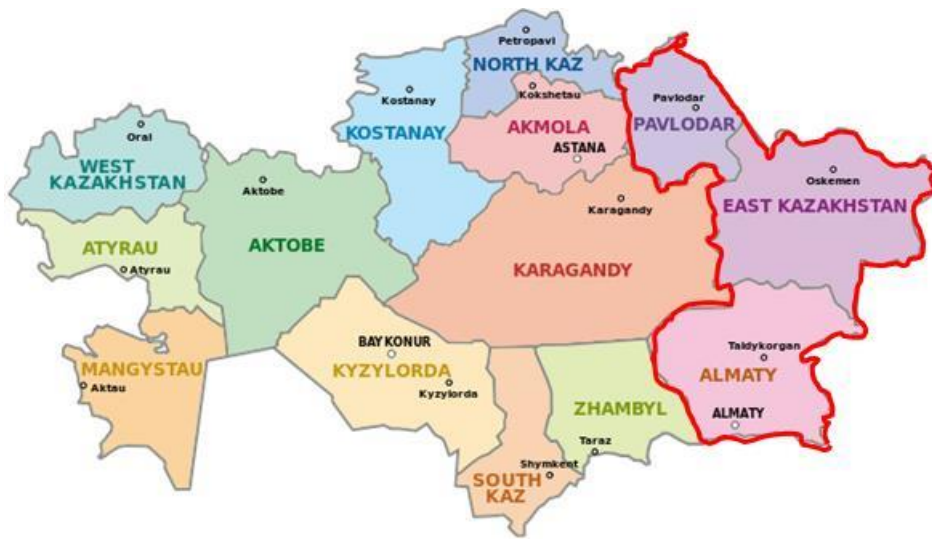 Petropavl
NORTH KAZ
Kokshetau
Kostanay
KOSTANAY
AKMOLA
ASTANA
Pavlodar
PAVLODAR
Oral
WEST
KAZAKHSTAN
Aktobe
AKTOBE
Karagandy
KARAGANDY
Oskemen
EAST KAZAKHSTAN
ATYRAU
Atyrau
MANGYSTAU
Aktau
BAYKONUR
KYZYLORDA
Kyzylorda
ZHAMBYL
Taraz
Taldykorgan
ALMATY
ALMATY
Shymkent
SOUTH
KAZ